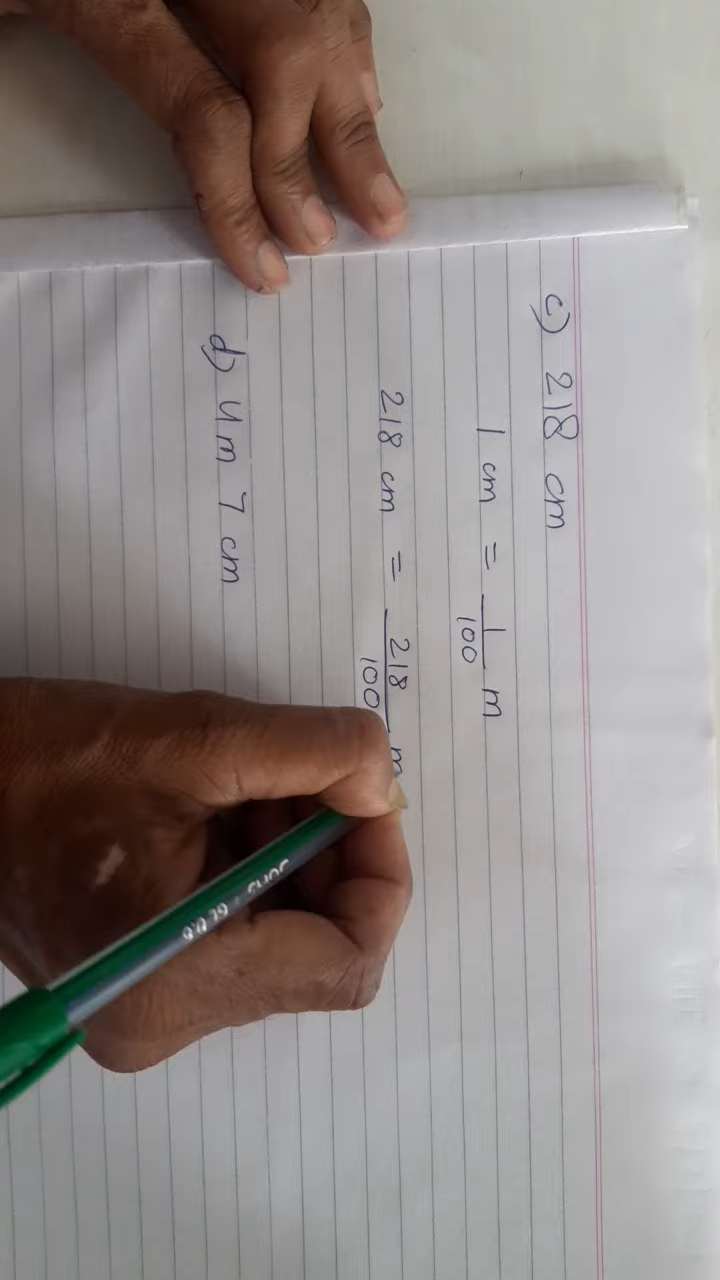 c) 218 cm
1 cm = 1/100 m
218 cm = 218/100 m
d) 4m 7 cm